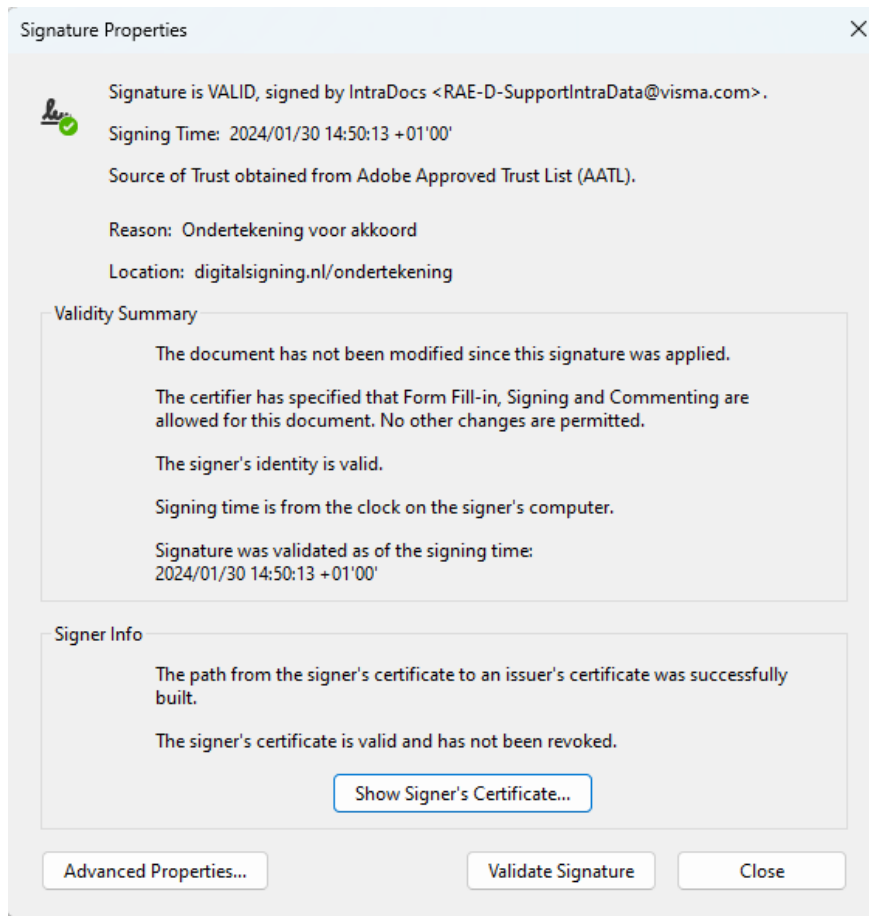 Signature Properties
Signature is VALID, signed by IntraDocs <RAE-D-SupportIntraData@visma.com>.
Signing Time:  2024/01/30 14:50:13 +01'00'
Source of Trust obtained from Adobe Approved Trust List (AATL).
Reason:  Ondertekening voor akkoord
Location:  digitalsigning.nl/ondertekening
Validity Summary
The document has not been modified since this signature was applied.
The certifier has specified that Form Fill-in, Signing and Commenting are
allowed for this document. No other changes are permitted.
The signer's identity is valid.
Signing time is from the clock on the signer's computer.
Signature was validated as of the signing time:
2024/01/30 14:50:13 +01'00'
Signer Info
The path from the signer's certificate to an issuer's certificate was successfully
built.
The signer's certificate is valid and has not been revoked.
Show Signer's Certificate...
Advanced Properties...
Validate Signature
Close